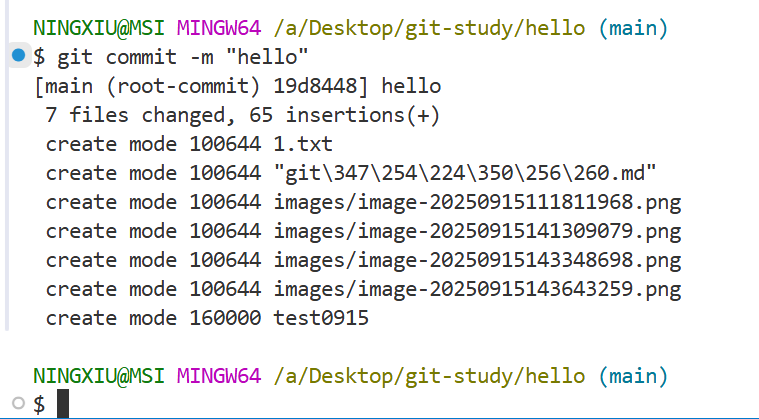 NINGXIU@MSI MINGW64 /a/Desktop/git-study/hello (main)
$ git commit -m "hello"
[main (root-commit) 19d8448] hello
 7 files changed, 65 insertions(+)
 create mode 100644 1.txt
 create mode 100644 "git\347\254\224\350\256\260.md"
 create mode 100644 images/image-20250915111811968.png
 create mode 100644 images/image-20250915141309079.png
 create mode 100644 images/image-20250915143348698.png
 create mode 100644 images/image-20250915143643259.png
 create mode 160000 test0915
NINGXIU@MSI MINGW64 /a/Desktop/git-study/hello (main)
$